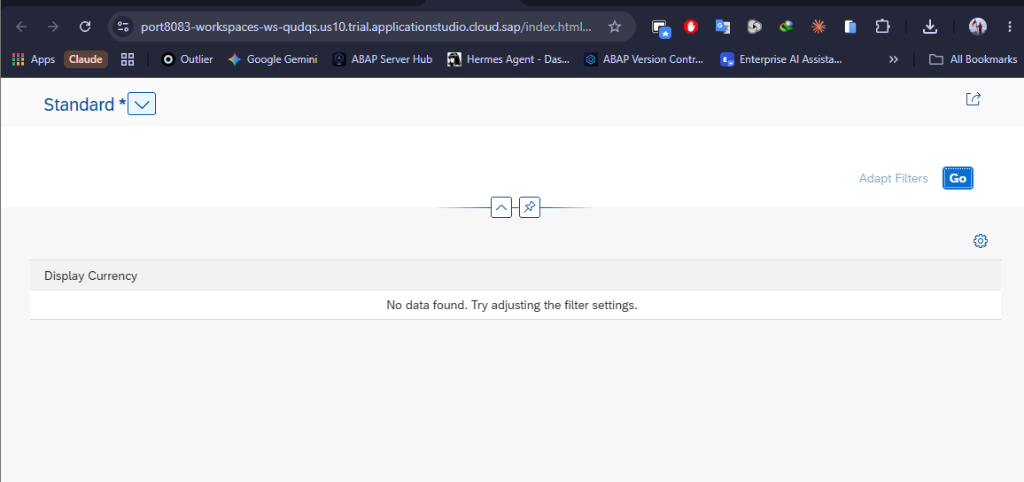 port8083-workspaces-ws-qudqs.us10.trial.applicationstudio.cloud.sap/index.html...
Apps Claude Outlier Google Gemini ABAP Server Hub Hermes Agent - Das... ABAP Version Contr... Enterprise AI Assista... » All Bookmarks
Standard *
Adapt Filters Go
Display Currency
No data found. Try adjusting the filter settings.